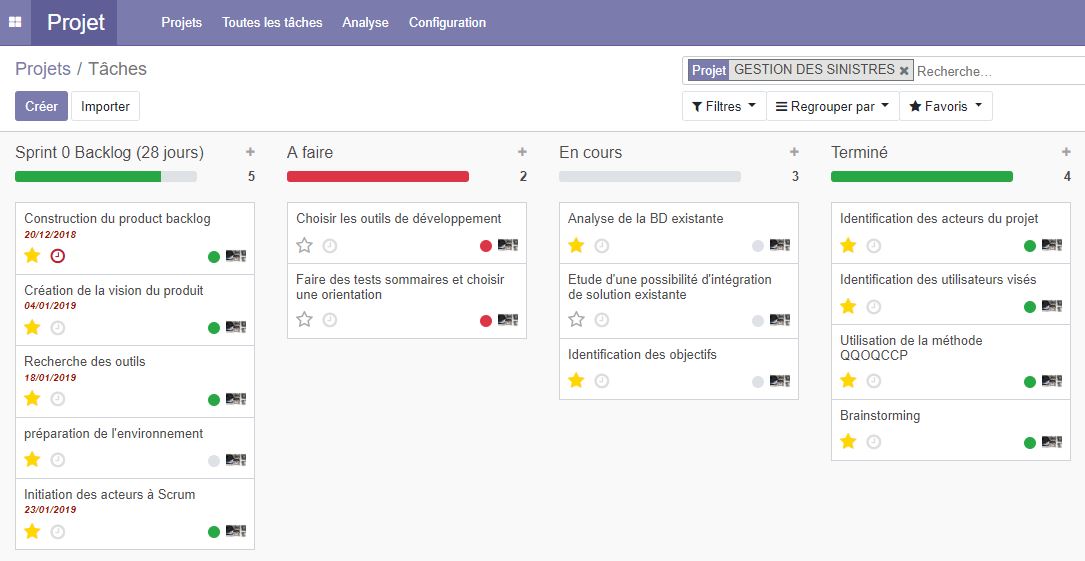 Projet
Projets Toutes les tâches Analyse Configuration
Projets / Tâches
Projet GESTION DES SINISTRES × Recherche...
Créer Importer
Filtres Regrouper par Favoris
Sprint 0 Backlog (28 jours) +
5
Construction du product backlog
20/12/2018
Création de la vision du produit
04/01/2019
Recherche des outils
18/01/2019
préparation de l'environnement
Initiation des acteurs à Scrum
23/01/2019
A faire +
2
Choisir les outils de développement
Faire des tests sommaires et choisir
une orientation
En cours +
3
Analyse de la BD existante
Etude d'une possibilité d'intégration
de solution existante
Identification des objectifs
Terminé +
4
Identification des acteurs du projet
Identification des utilisateurs visés
Utilisation de la méthode
QQOQCCP
Brainstorming